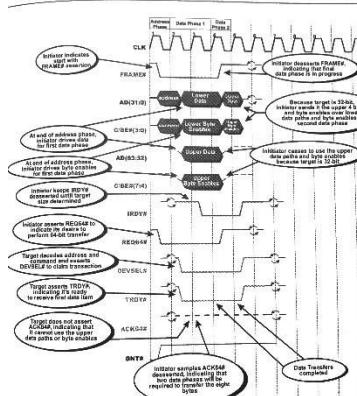 Address
Phase
Data Phase 1
Data
Phase 2
CLK
Initiator indicates
start with
FRAME# assertion
FRAME#
Initiator deasserts FRAME#,
indicating that final
data phase is in progress
AD(31:0)
Address
Lower
Data
Upper
Data
Because target is 32-bit,
initiator sends it the upper 4
and byte enables over lower
data paths and byte enables
second data phase
C/BE#(3:0)
Lower Byte
Enables
At end of address phase,
initiator drives data
for first data phase
AD(63:32)
Upper Data
At end of address phase,
initiator drives byte enables
for first data phase
C/BE#(7:4)
Upper
Byte Enables
Initiator ceases to use the upper
data paths and byte enables
because target is 32-bit
Initiator keeps IRDY#
deasserted until target
size determined
IRDY#
Initiator asserts REQ64# to
indicate its desire to
perform 64-bit transfer
REQ64#
Target decodes address and
command and asserts
DEVSEL# to claim transaction
DEVSEL#
Target asserts TRDY#,
indicating it's ready
to receive first data item
TRDY#
Target does not assert
ACK64#, indicating that
it cannot use the upper
data paths or byte enables
ACK64#
GNT#
Initiator samples ACK64#
deasserted, indicating that
two data phases will be
required to transfer the eight
bytes
Data Transfers
completed